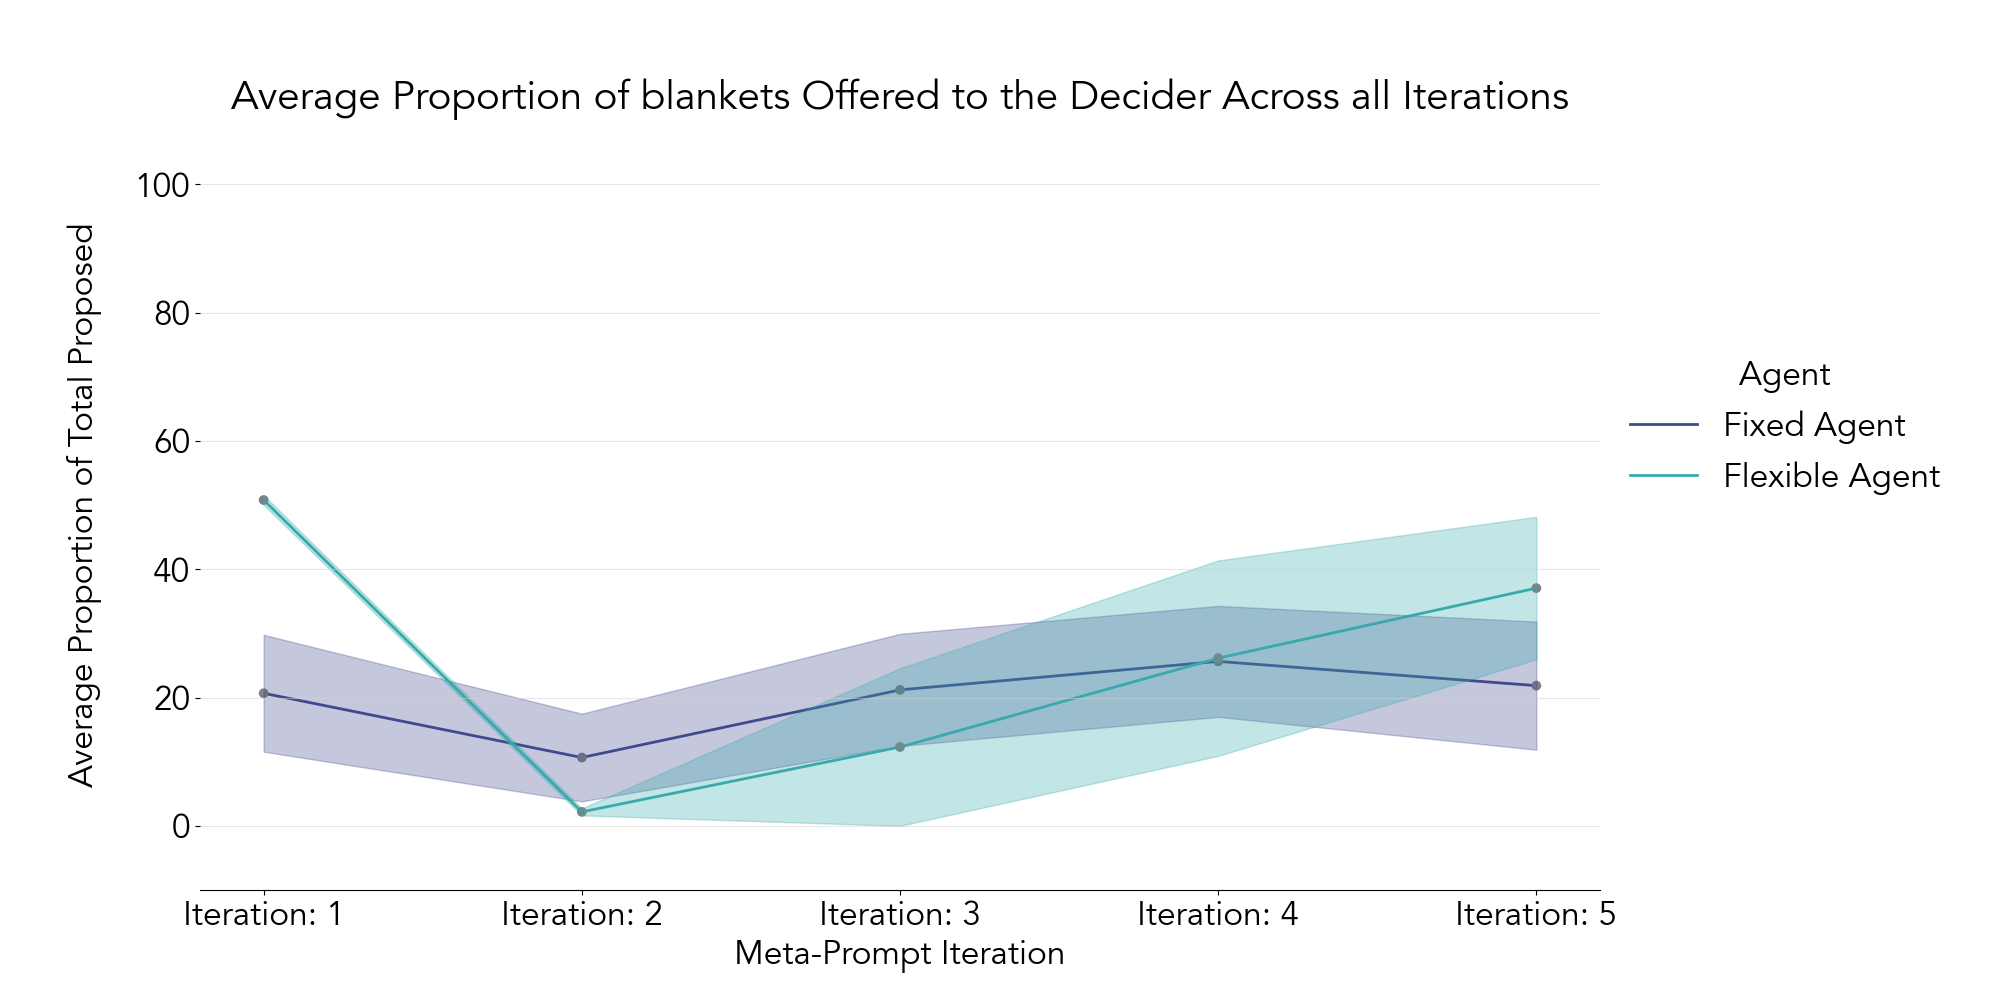 Average Proportion of blankets Offered to the Decider Across all Iterations
Average Proportion of Total Proposed
100
80
60
40
20
0
Iteration: 1
Iteration: 2
Iteration: 3
Iteration: 4
Iteration: 5
Meta-Prompt Iteration
Agent
Fixed Agent
Flexible Agent